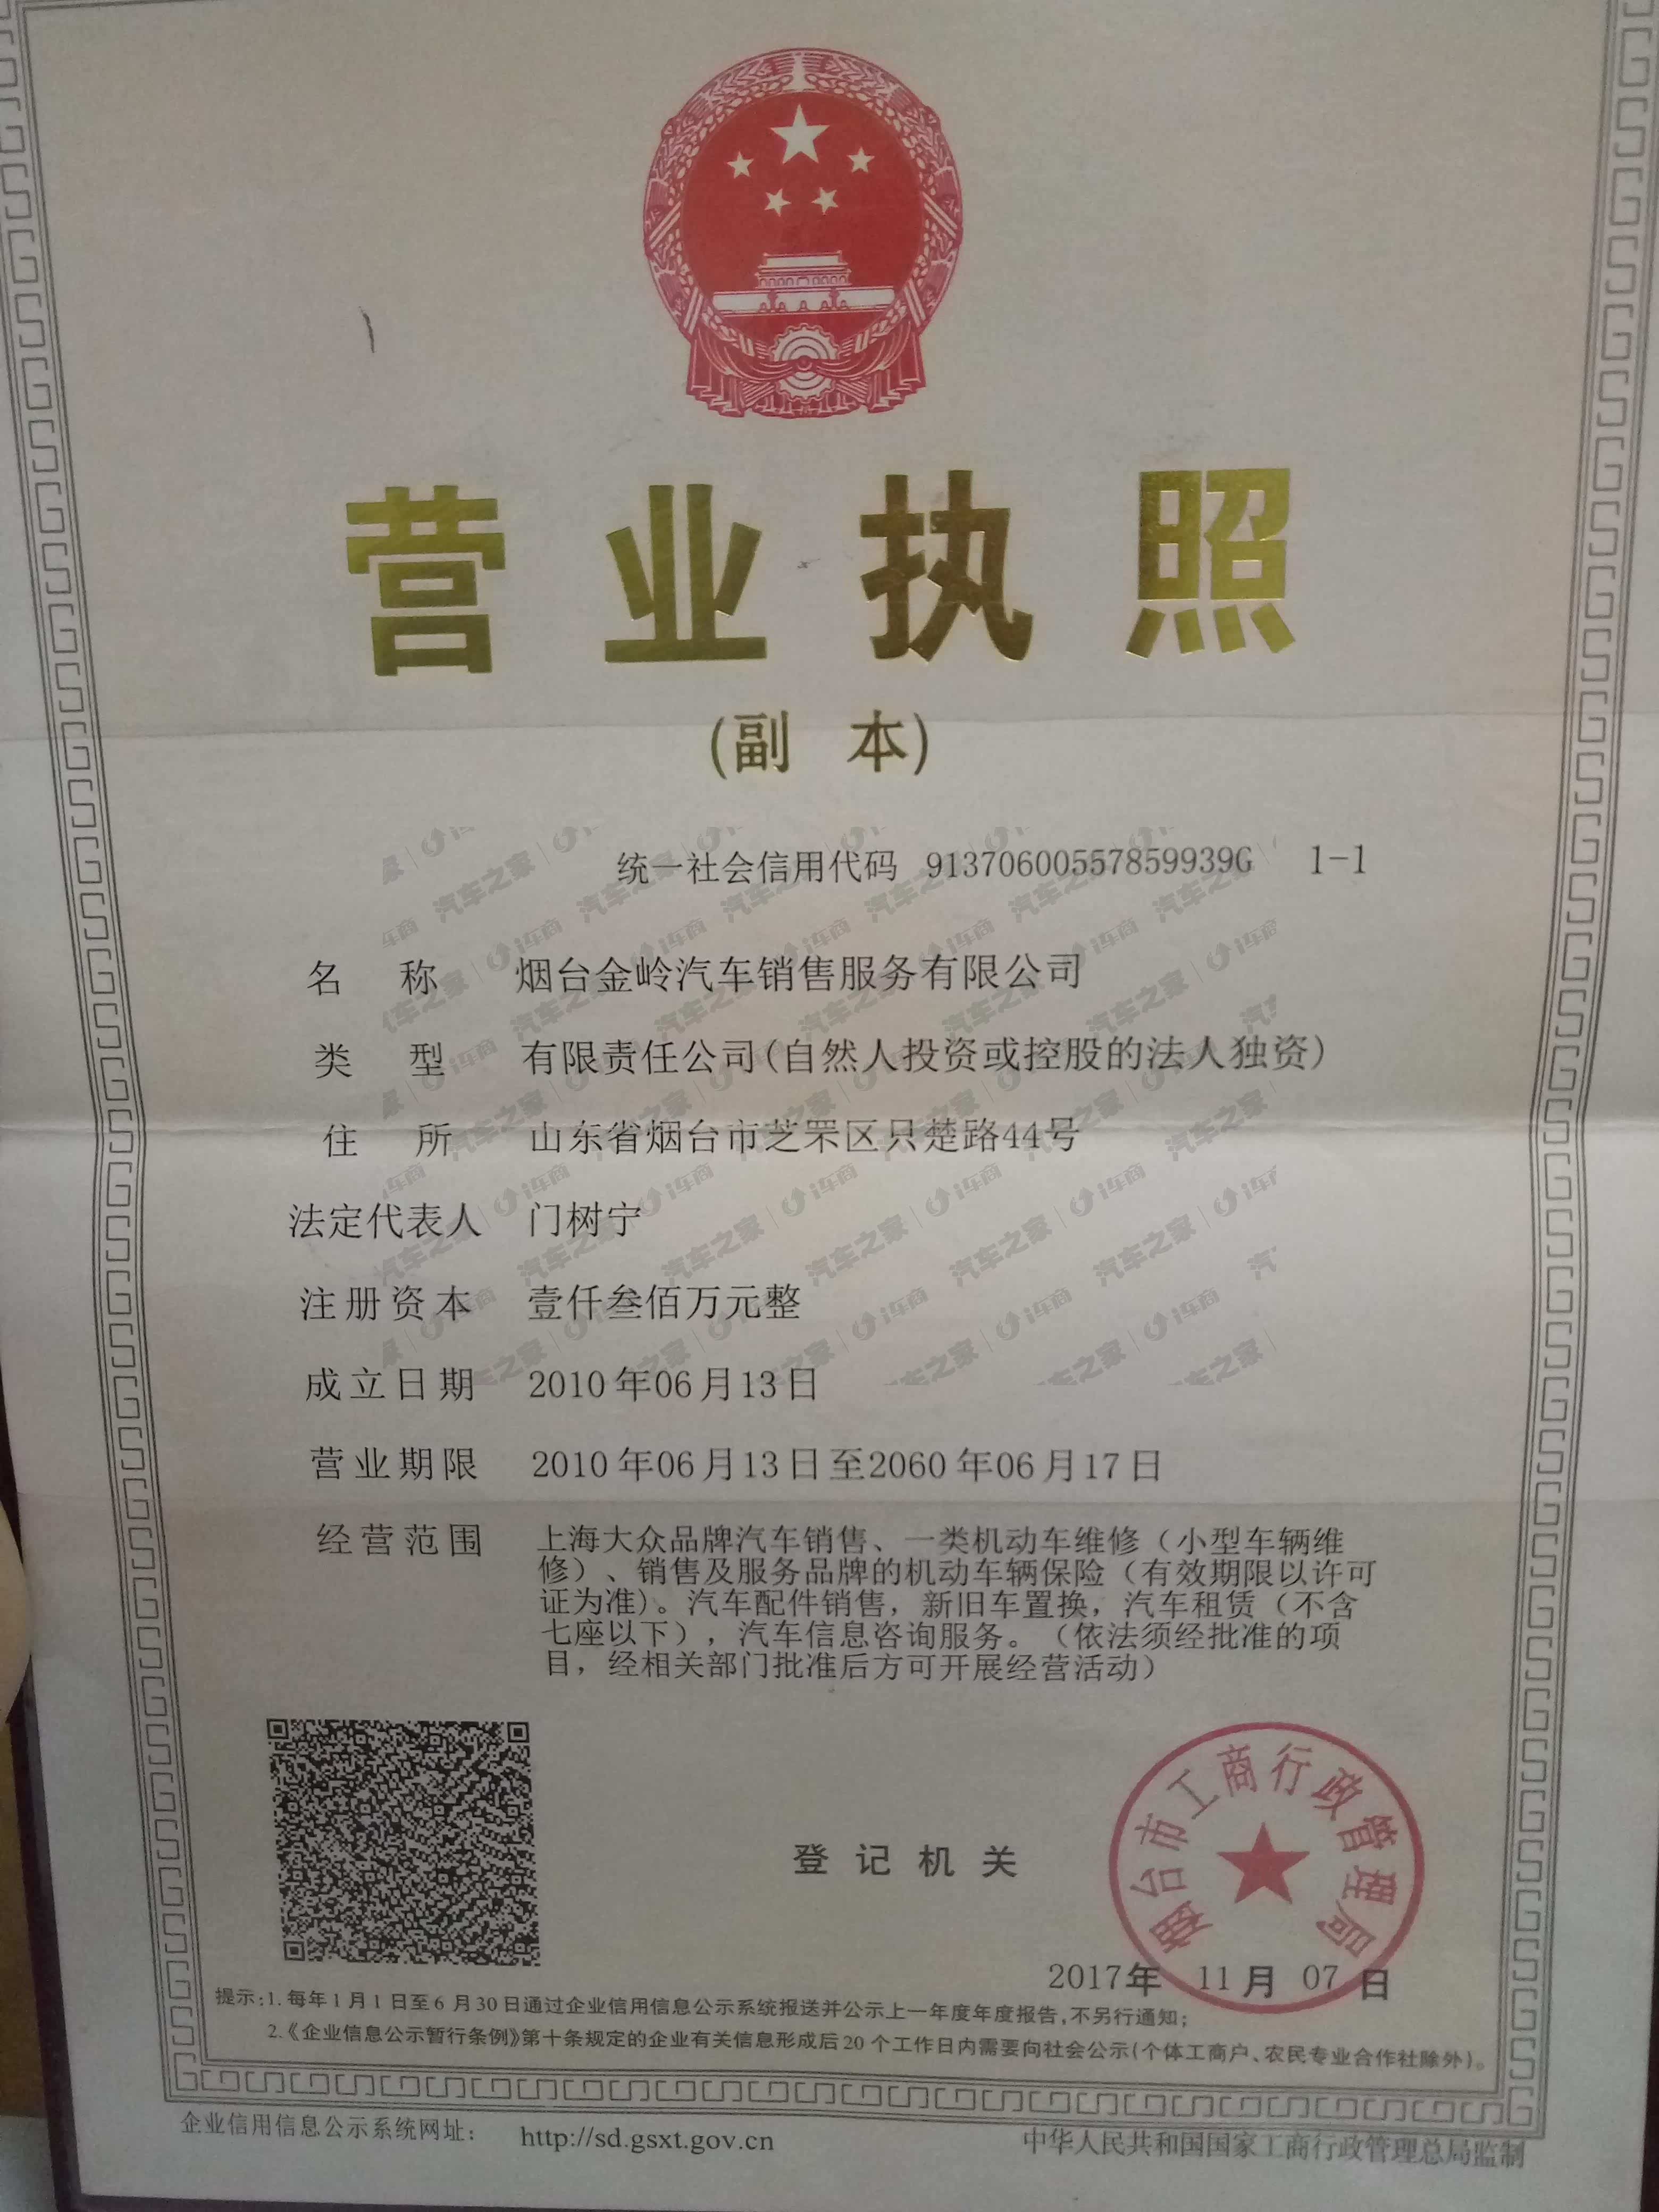 营业执照
(副 本)
统一社会信用代码 91370600557859939G 1-1
名 称 烟台金岭汽车销售服务有限公司
类 型 有限责任公司(自然人投资或控股的法人独资)
住 所 山东省烟台市芝罘区只楚路44号
法定代表人 门树宁
注册资本 壹仟叁佰万元整
成立日期 2010年06月13日
营业期限 2010年06月13日至2060年06月17日
经营范围 上海大众品牌汽车销售、一类机动车维修（小型车辆维
修）、销售及服务品牌的机动车辆保险（有效期限以许可
证为准)。汽车配件销售，新旧车置换，汽车租赁（不含
七座以下），汽车信息咨询服务。（依法须经批准的项
目，经相关部门批准后方可开展经营活动）
烟台市工商行政管理局
登记机关
2017年 11月 07日
提示:1.每年1月1日至6月30日通过企业信用信息公示系统报送并公示上一年度年度报告,不另行通知;
2.《企业信息公示暂行条例》第十条规定的企业有关信息形成后20个工作日内需要向社会公示(个体工商户、农民专业合作社除外)。
企业信用信息公示系统网址： http://sd.gsxt.gov.cn
中华人民共和国国家工商行政管理总局监制
汽车之家 i车商